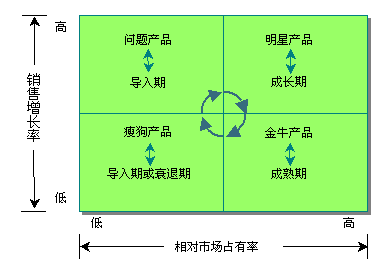 高
问题产品
明星产品
导入期
成长期
销售增长率
瘦狗产品
金牛产品
导入期或衰退期
成熟期
低
低
高
相对市场占有率